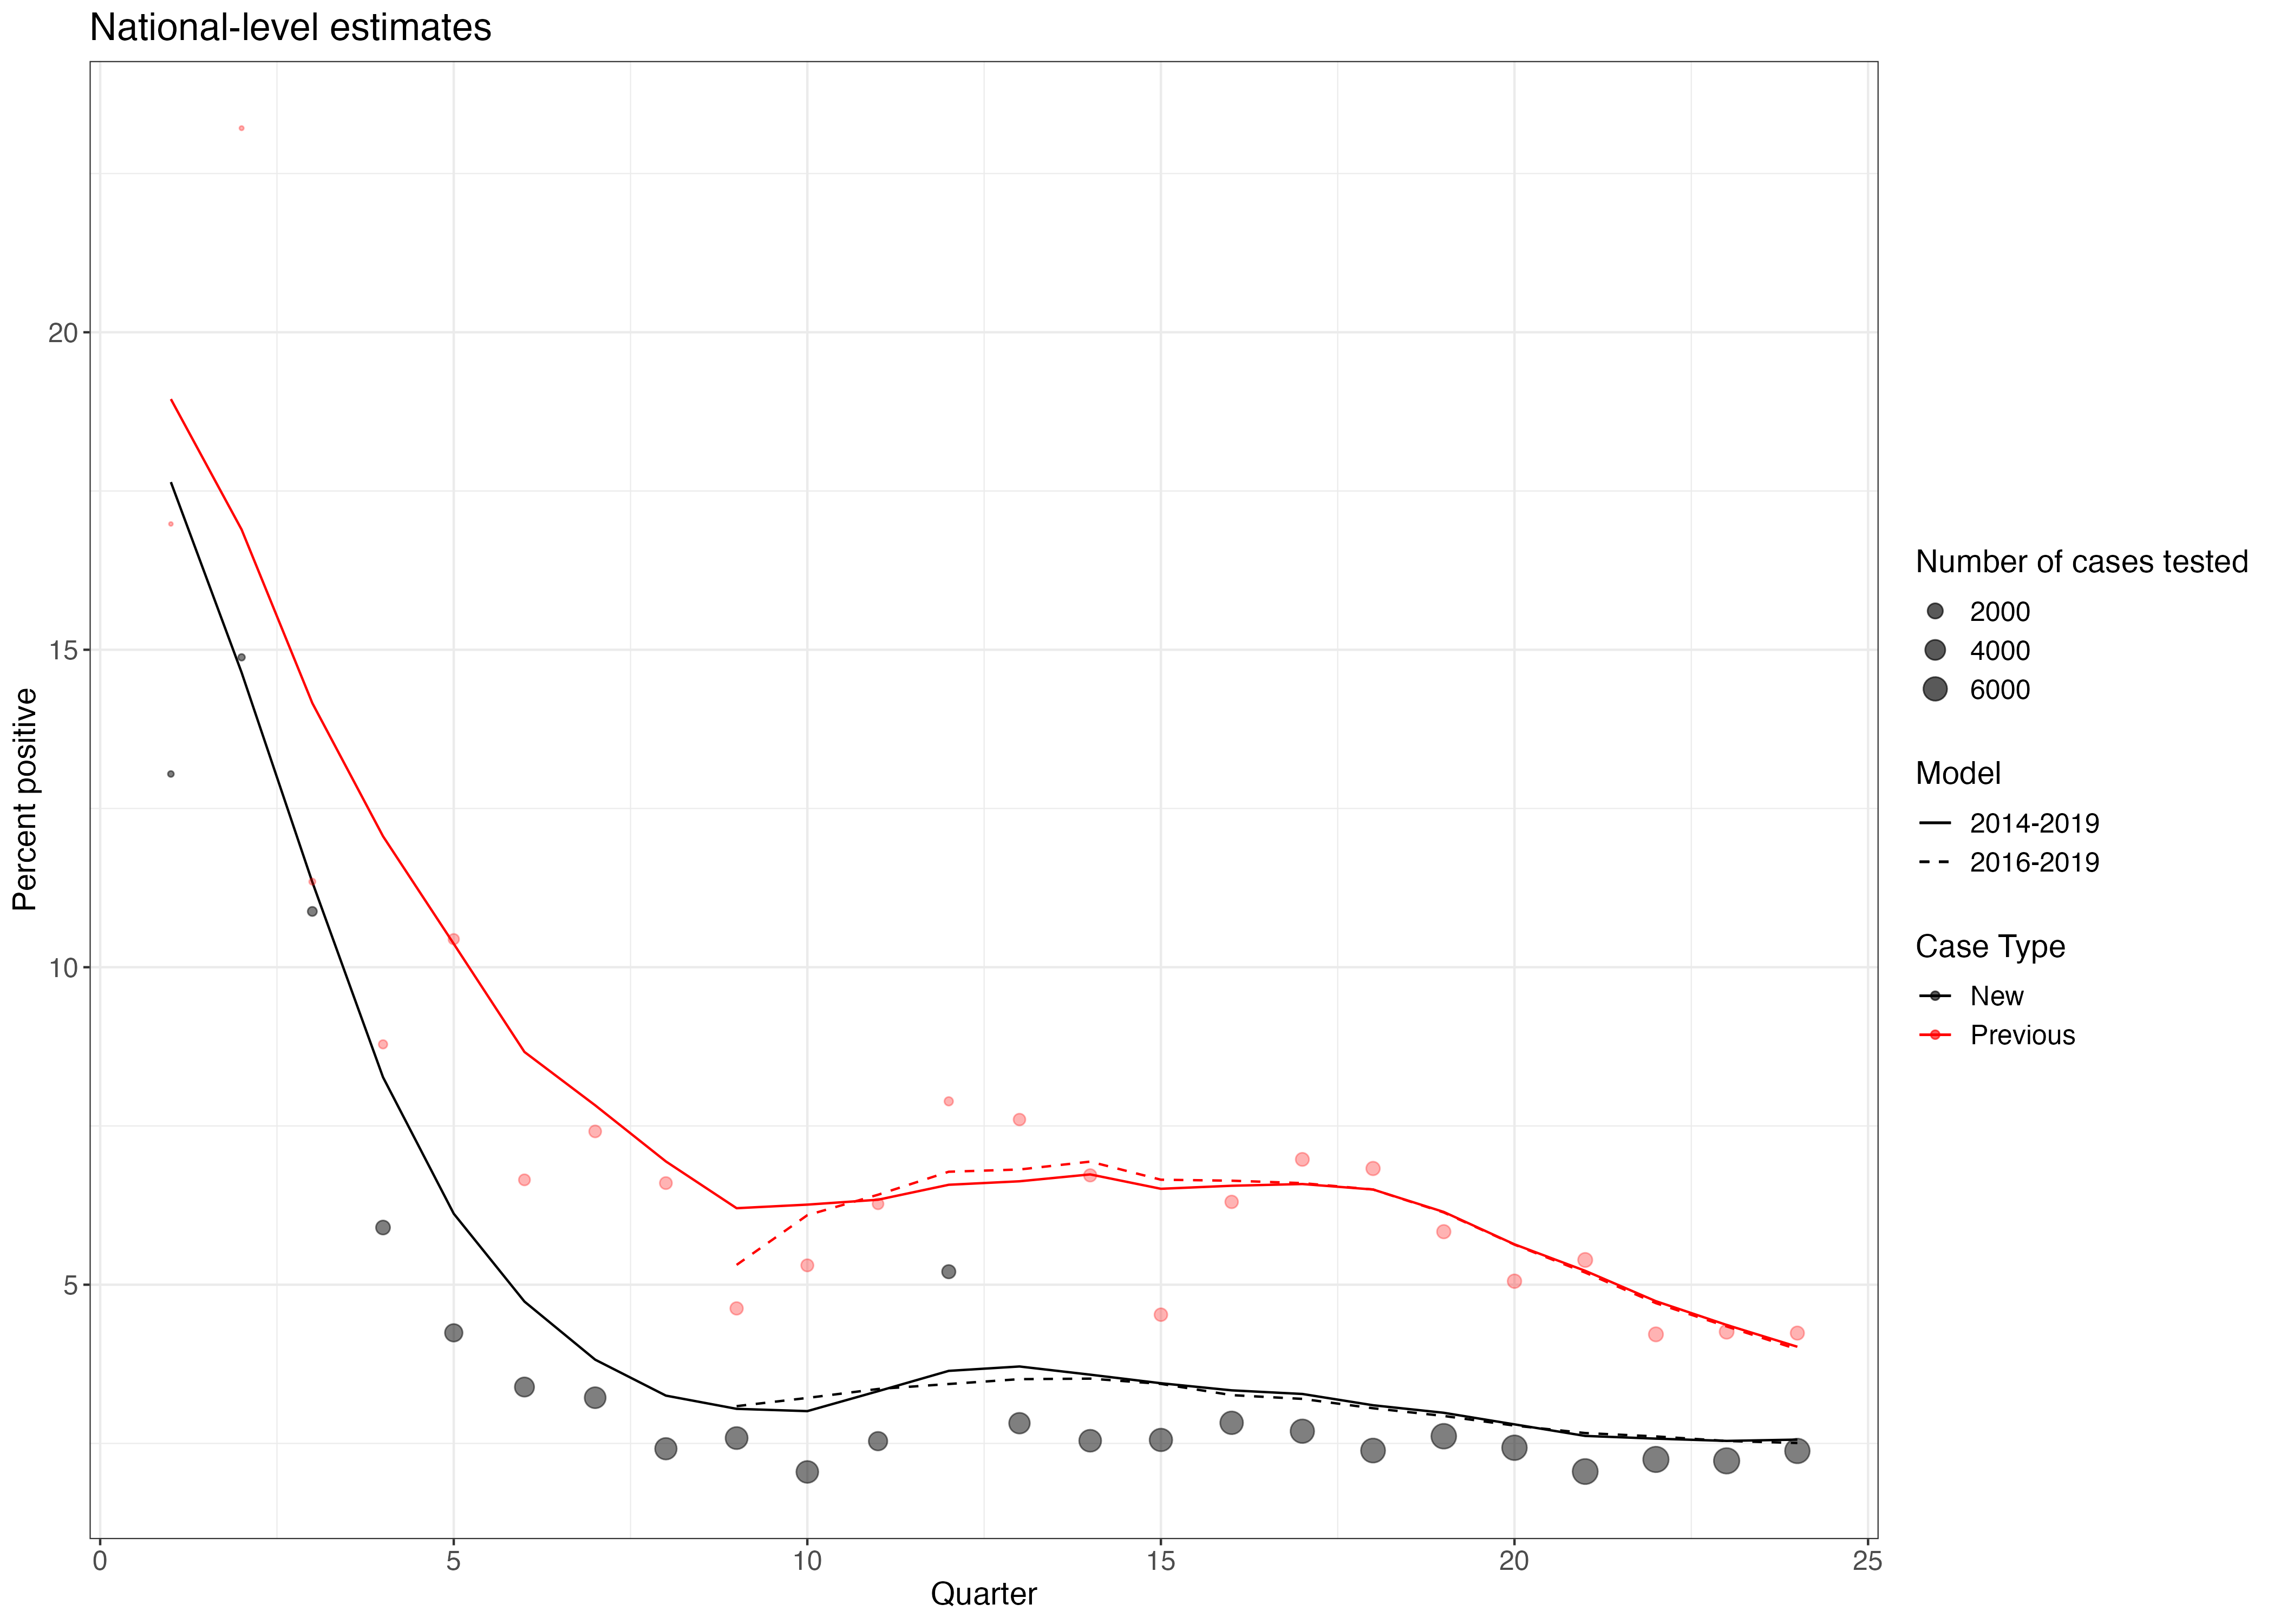 National-level estimates
Percent positive
20
15
10
5
0
5
10
15
20
25
Quarter
Number of cases tested
2000
4000
6000
Model
2014-2019
2016-2019
Case Type
New
Previous